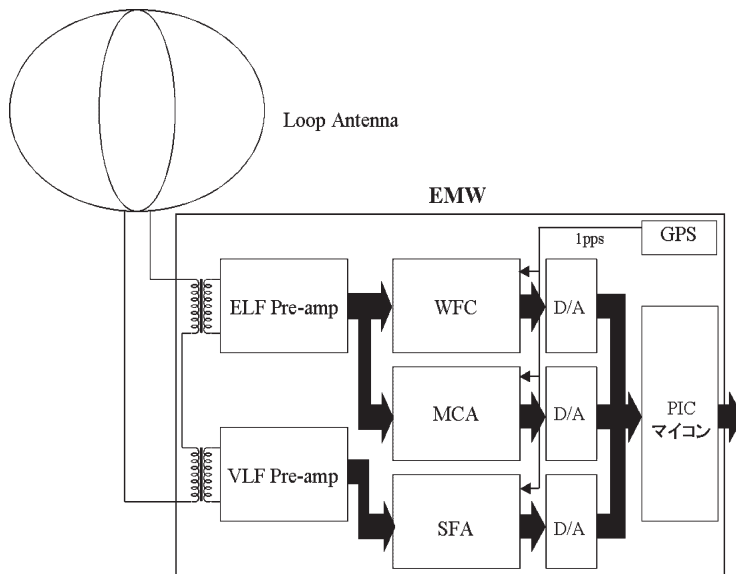 Loop Antenna
EMW
1pps
GPS
ELF Pre-amp
WFC
D/A
MCA
D/A
PIC
マイコン
VLF Pre-amp
SFA
D/A